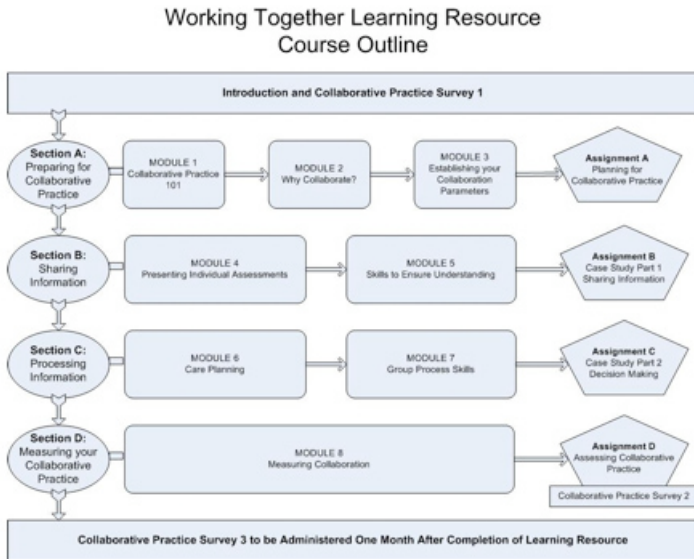 Working Together Learning Resource
Course Outline
Introduction and Collaborative Practice Survey 1
Section A:
Preparing for
Collaborative
Practice
MODULE 1
Collaborative Practice
101
MODULE 2
Why Collaborate?
MODULE 3
Establishing your
Collaboration
Parameters
Assignment A
Planning for
Collaborative Practice
Section B:
Sharing
Information
MODULE 4
Presenting Individual Assessments
MODULE 5
Skills to Ensure Understanding
Assignment B
Case Study Part 1
Sharing Information
Section C:
Processing
Information
MODULE 6
Care Planning
MODULE 7
Group Process Skills
Assignment C
Case Study Part 2
Decision Making
Section D:
Measuring your
Collaborative
Practice
MODULE 8
Measuring Collaboration
Assignment D
Assessing Collaborative
Practice
Collaborative Practice Survey 2
Collaborative Practice Survey 3 to be Administered One Month After Completion of Learning Resource